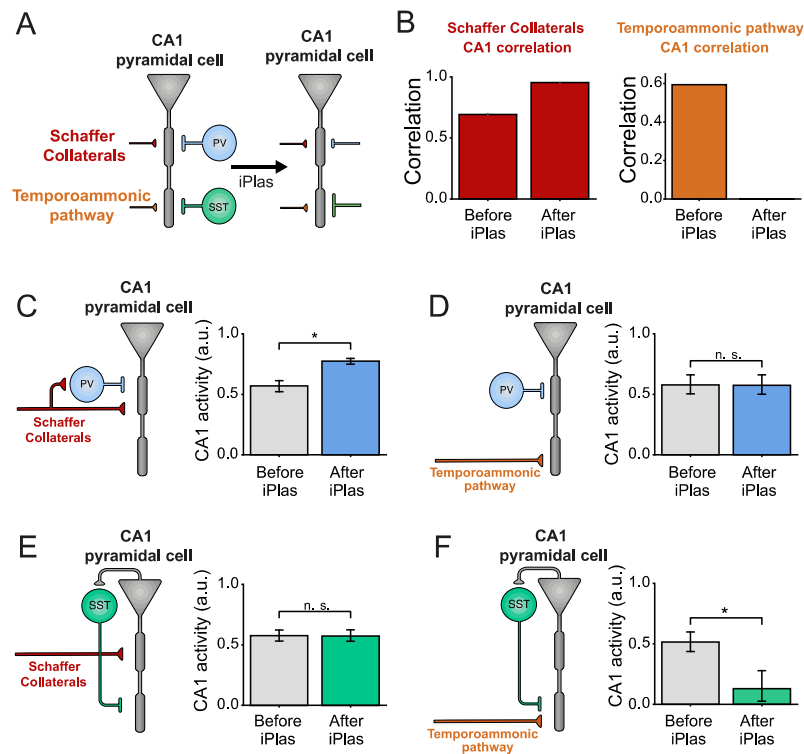 A
CA1
pyramidal cell
CA1
pyramidal cell
Schaffer
Collaterals
PV
iPlas
Temporoammonic
pathway
SST
B
Schaffer Collaterals
CA1 correlation
Temporoammonic pathway
CA1 correlation
Correlation
1.0
0.5
0.0
Before
iPlas
After
iPlas
Correlation
0.6
0.4
0.2
0.0
Before
iPlas
After
iPlas
C
CA1
pyramidal cell
PV
Schaffer
Collaterals
CA1 activity (a.u.)
1.0
0.5
0.0
*
Before
iPlas
After
iPlas
D
CA1
pyramidal cell
PV
Temporoammonic
pathway
CA1 activity (a.u.)
1.0
0.5
0.0
n. s.
Before
iPlas
After
iPlas
E
CA1
pyramidal cell
SST
Schaffer
Collaterals
CA1 activity (a.u.)
1.0
0.5
0.0
n. s.
Before
iPlas
After
iPlas
F
CA1
pyramidal cell
SST
Temporoammonic
pathway
CA1 activity (a.u.)
1.0
0.5
0.0
*
Before
iPlas
After
iPlas